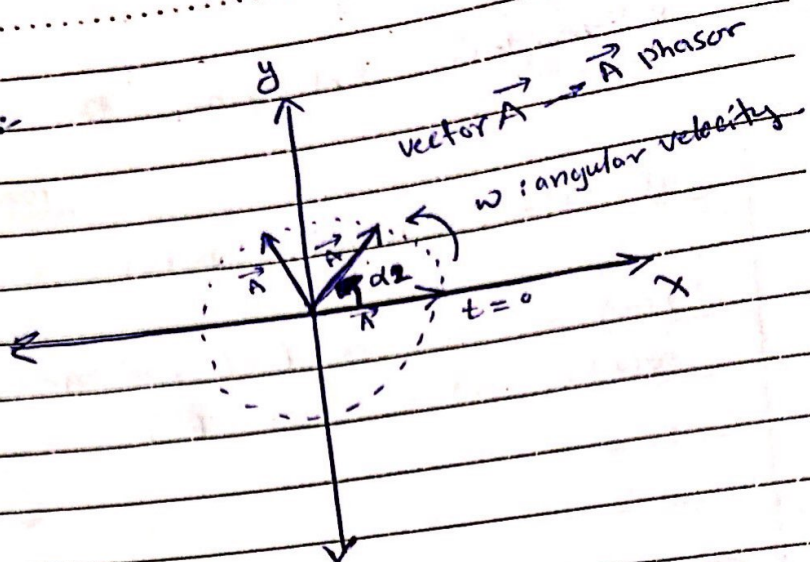 y
vector A⃗ → A⃗ phasor
ω : angular velocity
A⃗
A⃗
α2
A⃗
t = 0
x